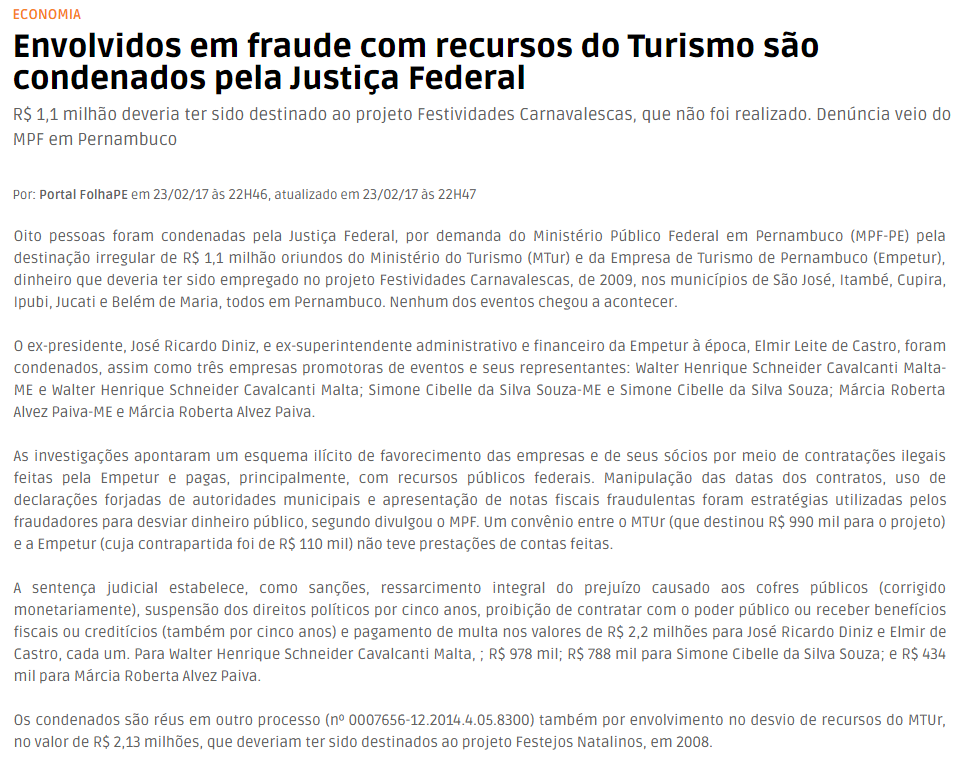 ECONOMIA
Envolvidos em fraude com recursos do Turismo são
condenados pela Justiça Federal
R$ 1,1 milhão deveria ter sido destinado ao projeto Festividades Carnavalescas, que não foi realizado. Denúncia veio do
MPF em Pernambuco
Por: Portal FolhaPE em 23/02/17 às 22H46, atualizado em 23/02/17 às 22H47
Oito pessoas foram condenadas pela Justiça Federal, por demanda do Ministério Público Federal em Pernambuco (MPF-PE) pela
destinação irregular de R$ 1,1 milhão oriundos do Ministério do Turismo (MTur) e da Empresa de Turismo de Pernambuco (Empetur),
dinheiro que deveria ter sido empregado no projeto Festividades Carnavalescas, de 2009, nos municípios de São José, Itambé, Cupira,
Ipubi, Jucati e Belém de Maria, todos em Pernambuco. Nenhum dos eventos chegou a acontecer.
O ex-presidente, José Ricardo Diniz, e ex-superintendente administrativo e financeiro da Empetur à época, Elmir Leite de Castro, foram
condenados, assim como três empresas promotoras de eventos e seus representantes: Walter Henrique Schneider Cavalcanti Malta-
ME e Walter Henrique Schneider Cavalcanti Malta; Simone Cibelle da Silva Souza-ME e Simone Cibelle da Silva Souza; Márcia Roberta
Alvez Paiva-ME e Márcia Roberta Alvez Paiva.
As investigações apontaram um esquema ilícito de favorecimento das empresas e de seus sócios por meio de contratações ilegais
feitas pela Empetur e pagas, principalmente, com recursos públicos federais. Manipulação das datas dos contratos, uso de
declarações forjadas de autoridades municipais e apresentação de notas fiscais fraudulentas foram estratégias utilizadas pelos
fraudadores para desviar dinheiro público, segundo divulgou o MPF. Um convênio entre o MTUr (que destinou R$ 990 mil para o projeto)
e a Empetur (cuja contrapartida foi de R$ 110 mil) não teve prestações de contas feitas.
A sentença judicial estabelece, como sanções, ressarcimento integral do prejuízo causado aos cofres públicos (corrigido
monetariamente), suspensão dos direitos políticos por cinco anos, proibição de contratar com o poder público ou receber benefícios
fiscais ou creditícios (também por cinco anos) e pagamento de multa nos valores de R$ 2,2 milhões para José Ricardo Diniz e Elmir de
Castro, cada um. Para Walter Henrique Schneider Cavalcanti Malta, ; R$ 978 mil; R$ 788 mil para Simone Cibelle da Silva Souza; e R$ 434
mil para Márcia Roberta Alvez Paiva.
Os condenados são réus em outro processo (nº 0007656-12.2014.4.05.8300) também por envolvimento no desvio de recursos do MTUr,
no valor de R$ 2,13 milhões, que deveriam ter sido destinados ao projeto Festejos Natalinos, em 2008.